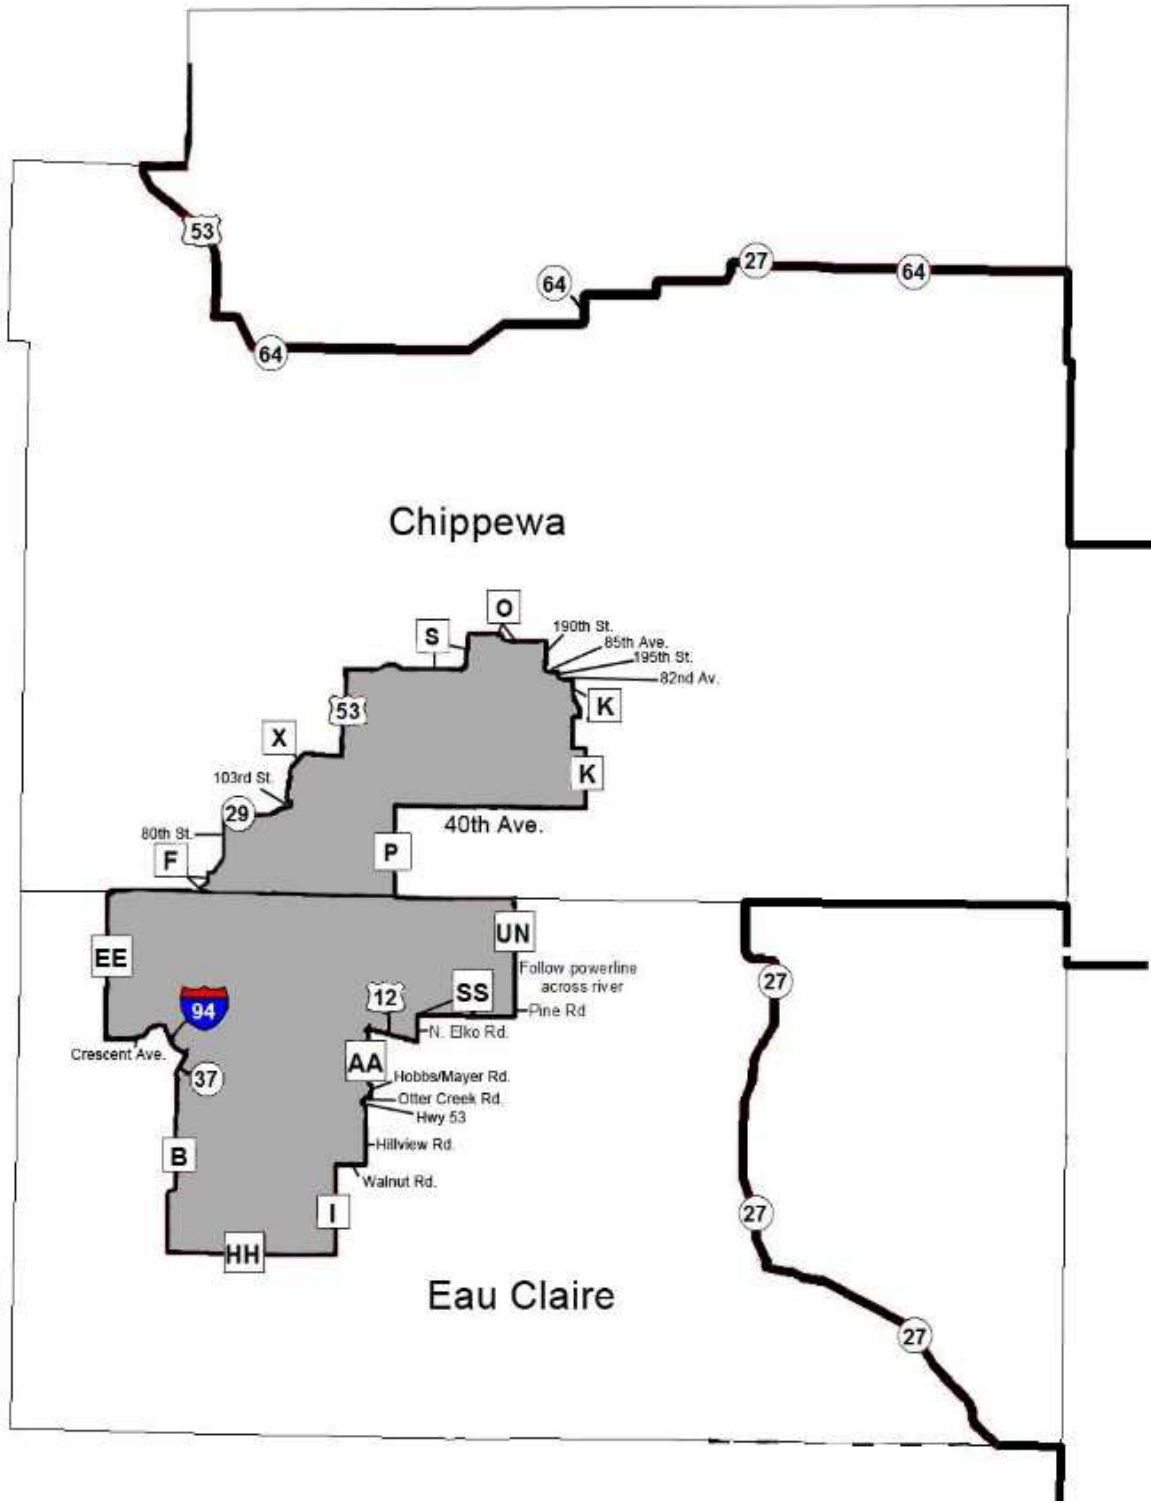 53
27
64
64
64
Chippewa
O
190th St.
S
85th Ave.
195th St.
82nd Av.
K
53
X
K
103rd St.
29
40th Ave.
80th St.
P
F
UN
EE
Follow powerline
across river
27
SS
12
94
Pine Rd
N. Elko Rd.
Crescent Ave.
AA
37
Hobbs/Mayer Rd.
Otter Creek Rd.
Hwy 53
Hillview Rd.
B
Walnut Rd.
I
27
HH
Eau Claire
27